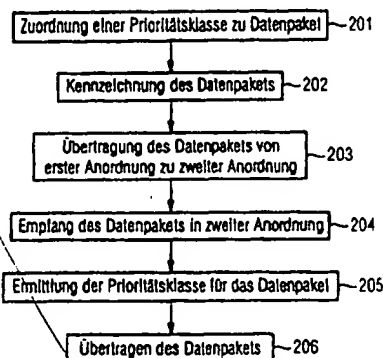 Zuordnung einer Prioritätsklasse zu Datenpaket 201
Kennzeichnung des Datenpakets 202
Übertragung des Datenpakets von
erster Anordnung zu zweiter Anordnung 203
Empfang des Datenpakets in zweiter Anordnung 204
Ermittlung der Prioritätsklasse für das Datenpaket 205
Übertragen des Datenpakets 206